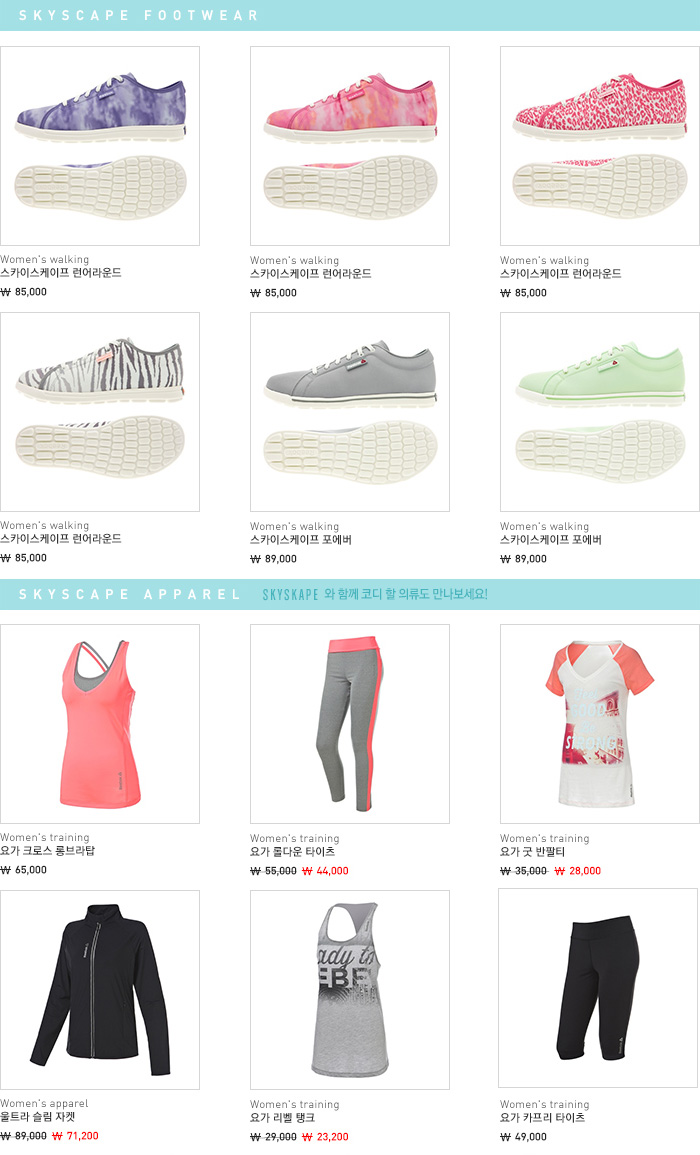 SKYSCAPE FOOTWEAR
Women's walking
스카이스케이프 런어라운드
₩ 85,000
Women's walking
스카이스케이프 런어라운드
₩ 85,000
Women's walking
스카이스케이프 런어라운드
₩ 85,000
Women's walking
스카이스케이프 런어라운드
₩ 85,000
Women's walking
스카이스케이프 포에버
₩ 89,000
Women's walking
스카이스케이프 포에버
₩ 89,000
SKYSCAPE APPAREL SKYSKAPE 와 함께 코디 할 의류도 만나보세요!
Women's training
요가 크로스 롱브라탑
₩ 65,000
Women's training
요가 롤다운 타이츠
₩ 55,000 ₩ 44,000
STRONG
Women's training
요가 굿 반팔티
₩ 35,000 ₩ 28,000
Women's apparel
울트라 슬림 자켓
₩ 89,000 ₩ 71,200
ady to
EBE
Women's training
요가 리벨 탱크
₩ 29,000 ₩ 23,200
Women's training
요가 카프리 타이츠
₩ 49,000